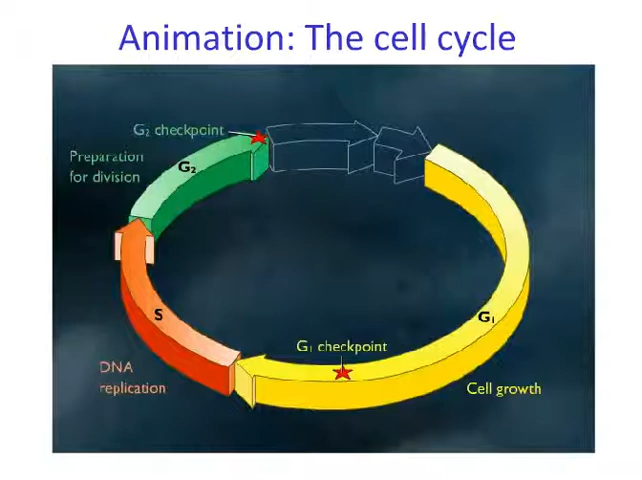 Animation: The cell cycle
G₂ checkpoint
Preparation
for division
G₂
S
G₁
G₁ checkpoint
DNA
replication
Cell growth